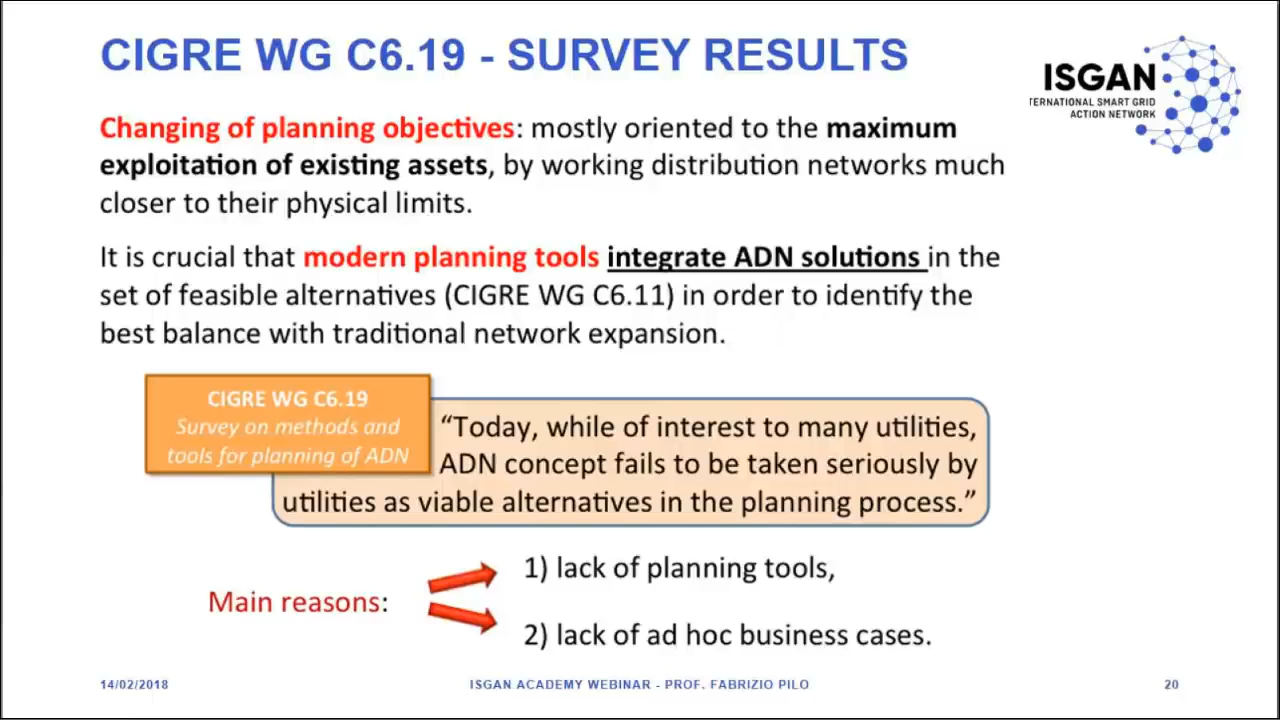 CIGRE WG C6.19 - SURVEY RESULTS
ISGAN
INTERNATIONAL SMART GRID
ACTION NETWORK
Changing of planning objectives: mostly oriented to the maximum
exploitation of existing assets, by working distribution networks much
closer to their physical limits.
It is crucial that modern planning tools integrate ADN solutions in the
set of feasible alternatives (CIGRE WG C6.11) in order to identify the
best balance with traditional network expansion.
CIGRE WG C6.19
Survey on methods and
tools for planning of ADN
“Today, while of interest to many utilities,
ADN concept fails to be taken seriously by
utilities as viable alternatives in the planning process.”
Main reasons:
1) lack of planning tools,
2) lack of ad hoc business cases.
14/02/2018
ISGAN ACADEMY WEBINAR - PROF. FABRIZIO PILO
20